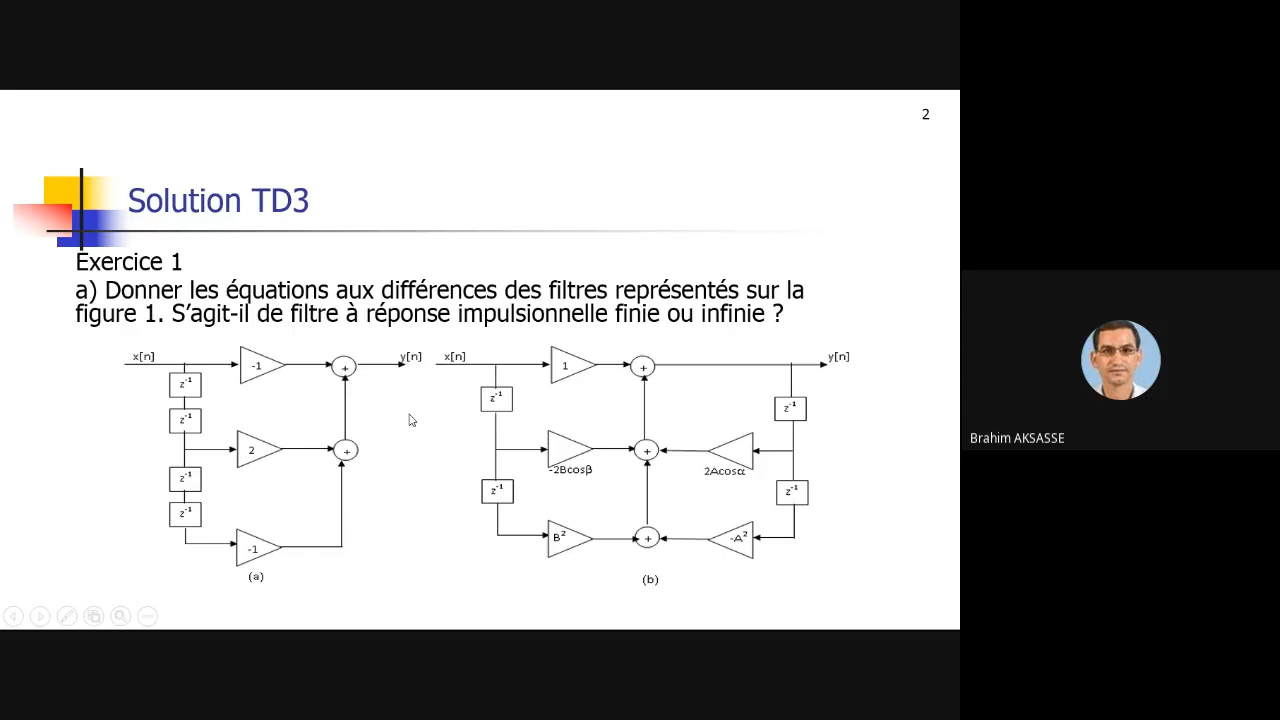 2
Solution TD3
Exercice 1
a) Donner les équations aux différences des filtres représentés sur la
figure 1. S'agit-il de filtre à réponse impulsionnelle finie ou infinie ?
x[n] -1 + y[n]
z⁻¹
z⁻¹
2 +
z⁻¹
z⁻¹
-1
(a)
x[n] 1 + y[n]
z⁻¹ z⁻¹
+
-2Bcosβ 2Acosα
z⁻¹ z⁻¹
B² + -A²
(b)
Brahim AKSASSE